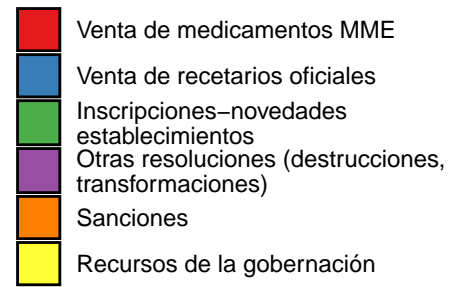 Venta de medicamentos MME
Venta de recetarios oficiales
Inscripciones−novedades
establecimientos
Otras resoluciones (destrucciones,
transformaciones)
Sanciones
Recursos de la gobernación